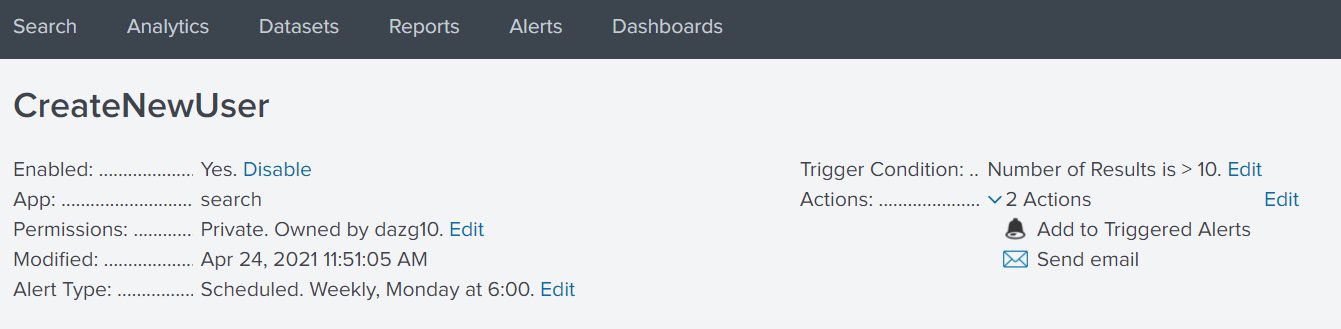 Search Analytics Datasets Reports Alerts Dashboards
CreateNewUser
Enabled: ................... Yes. Disable
App: ........................... search
Permissions: ............ Private. Owned by dazg10. Edit
Modified: ................... Apr 24, 2021 11:51:05 AM
Alert Type: ................ Scheduled. Weekly, Monday at 6:00. Edit
Trigger Condition: .. Number of Results is > 10. Edit
Actions: ..................... 2 Actions Edit
Add to Triggered Alerts
Send email